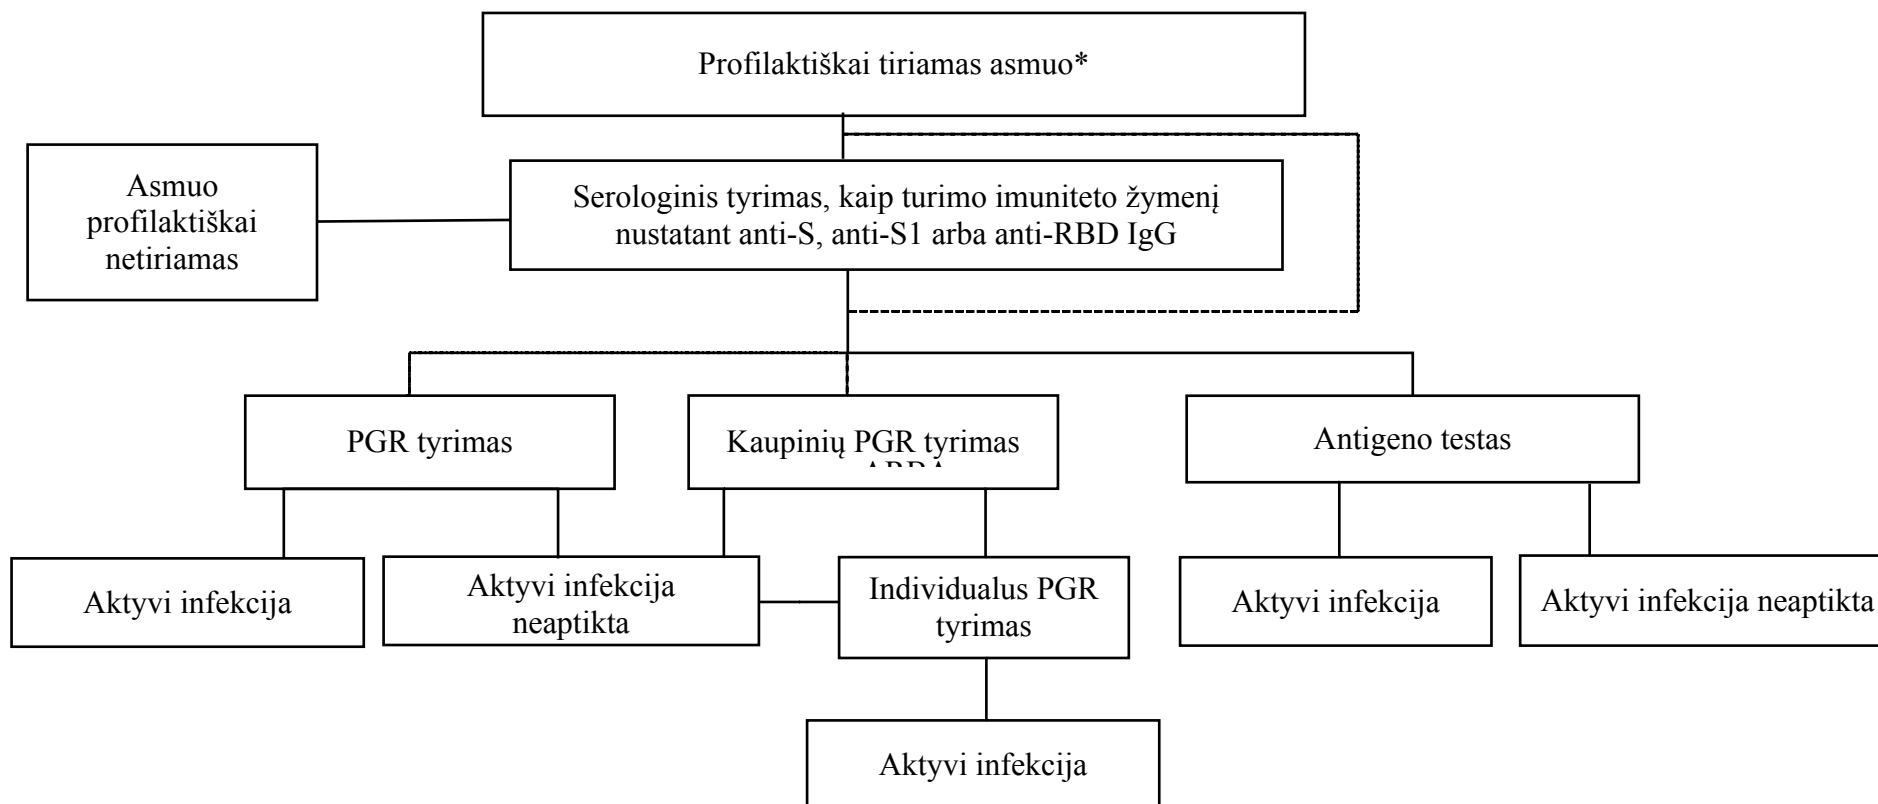 Profilaktiškai tiriamas asmuo*
Asmuo
profilaktiškai
netiriamas
Serologinis tyrimas, kaip turimo imuniteto žymenį
nustatant anti-S, anti-S1 arba anti-RBD IgG
PGR tyrimas
Kaupinių PGR tyrimas
Antigeno testas
Aktyvi infekcija
Aktyvi infekcija
neaptikta
Individualus PGR
tyrimas
Aktyvi infekcija
Aktyvi infekcija neaptikta
Aktyvi infekcija